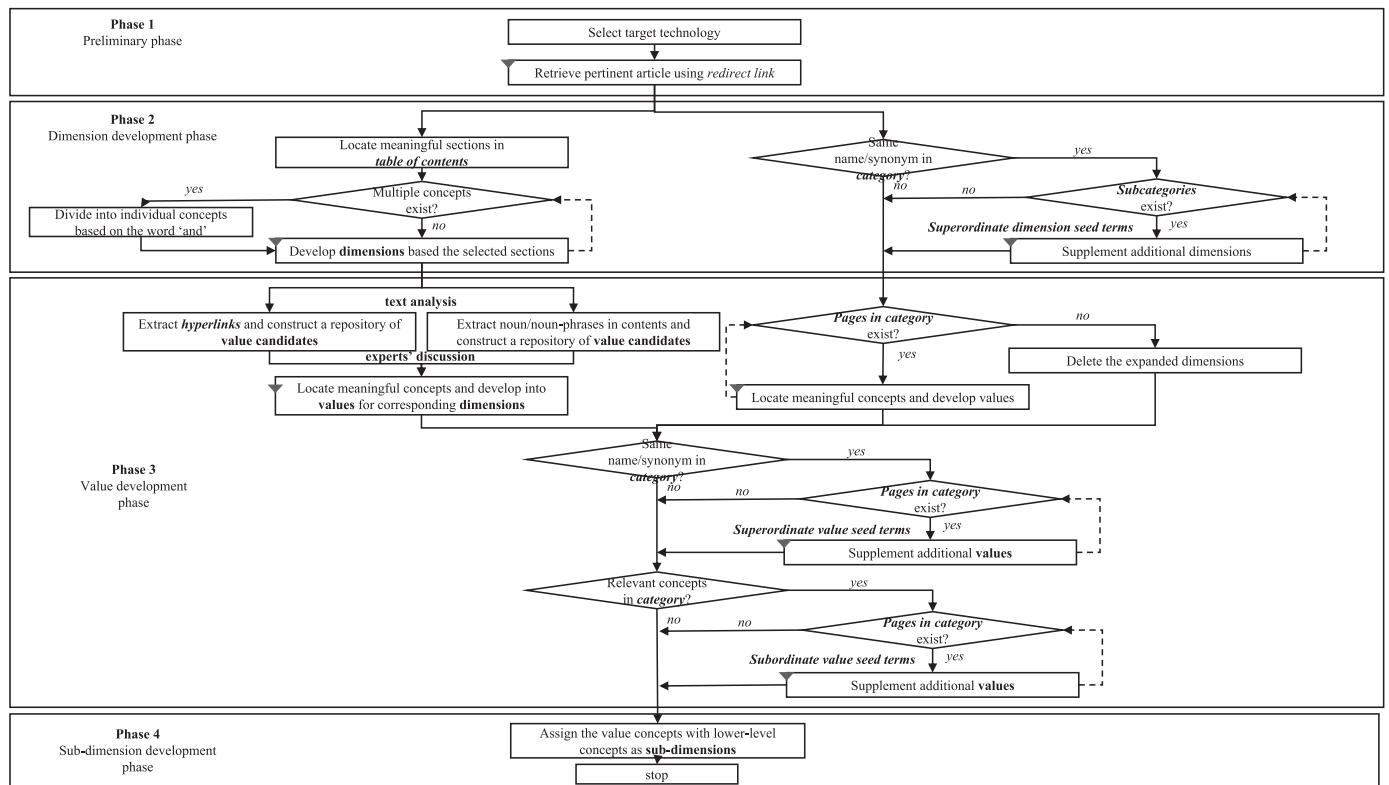 Phase 1
Preliminary phase
Select target technology
Retrieve pertinent article using redirect link
Phase 2
Dimension development phase
Locate meaningful sections in
table of contents
Same
name/synonym in
category?
yes
no
no
Subcategories
exist?
yes
Multiple concepts
exist?
yes
no
Divide into individual concepts
based on the word ‘and’
Superordinate dimension seed terms
Develop dimensions based the selected sections
Supplement additional dimensions
text analysis
Extract hyperlinks and construct a repository of
value candidates
Extract noun/noun-phrases in contents and
construct a repository of value candidates
Pages in category
exist?
no
yes
experts’ discussion
Delete the expanded dimensions
Locate meaningful concepts and develop into
values for corresponding dimensions
Locate meaningful concepts and develop values
Phase 3
Value development
phase
Same
name/synonym in
category?
yes
no
no
Pages in category
exist?
yes
Superordinate value seed terms
Supplement additional values
Relevant concepts
in category?
yes
no
no
Pages in category
exist?
yes
Subordinate value seed terms
Supplement additional values
Phase 4
Sub-dimension development
phase
Assign the value concepts with lower-level
concepts as sub-dimensions
stop